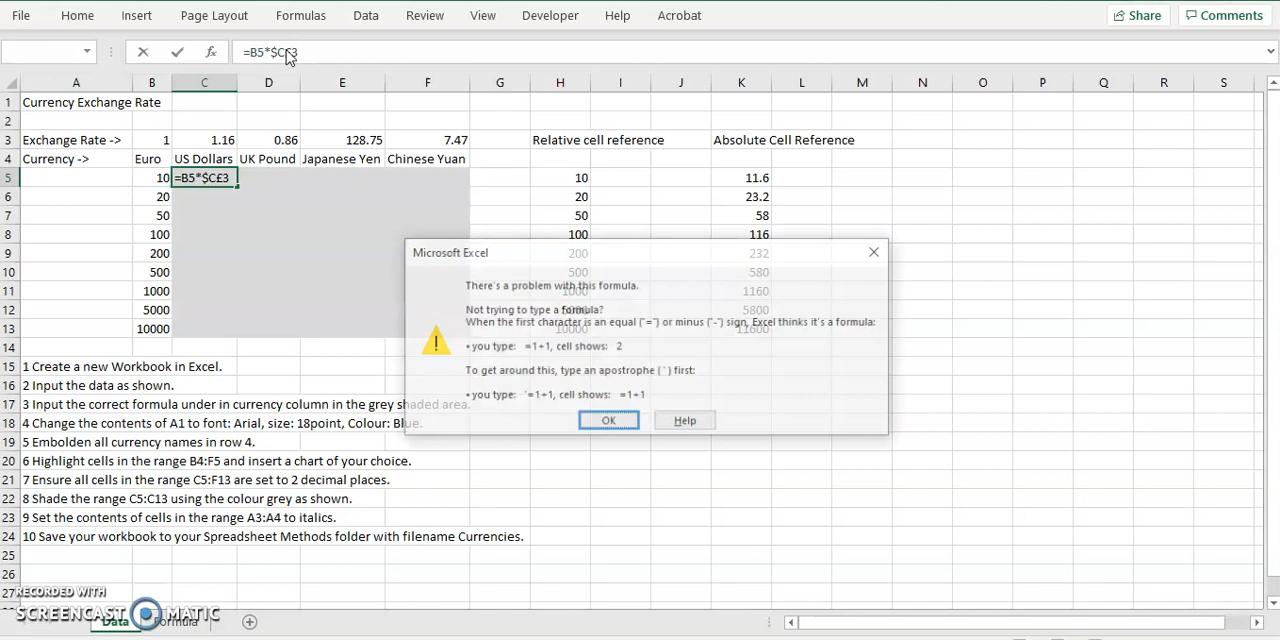 File Home Insert Page Layout Formulas Data Review View Developer Help Acrobat Share Comments
fx =B5*$C£3
A B C D E F G H I J K L M N O P Q R S
1 Currency Exchange Rate
2
3 Exchange Rate -> 1 1.16 0.86 128.75 7.47 Relative cell reference Absolute Cell Reference
4 Currency -> Euro US Dollars UK Pound Japanese Yen Chinese Yuan
5 10 =B5*$C£3 10 11.6
6 20 20 23.2
7 50 50 58
8 100 100 116
9 200 200 232
10 500 500 580
11 1000 1000 1160
12 5000 5000 5800
13 10000 10000 11600
14
Microsoft Excel
There's a problem with this formula.
Not trying to type a formula?
When the first character is an equal ("=") or minus ("-") sign, Excel thinks it's a formula:
• you type: =1+1, cell shows: 2
To get around this, type an apostrophe ( ' ) first:
• you type: '=1+1, cell shows: =1+1
OK Help
15 1 Create a new Workbook in Excel.
16 2 Input the data as shown.
17 3 Input the correct formula under in currency column in the grey shaded area.
18 4 Change the contents of A1 to font: Arial, size: 18point, Colour: Blue.
19 5 Embolden all currency names in row 4.
20 6 Highlight cells in the range B4:F5 and insert a chart of your choice.
21 7 Ensure all cells in the range C5:F13 are set to 2 decimal places.
22 8 Shade the range C5:C13 using the colour grey as shown.
23 9 Set the contents of cells in the range A3:A4 to italics.
24 10 Save your workbook to your Spreadsheet Methods folder with filename Currencies.
25
26
27
RECORDED WITH
SCREENCAST MATIC
Data Formula